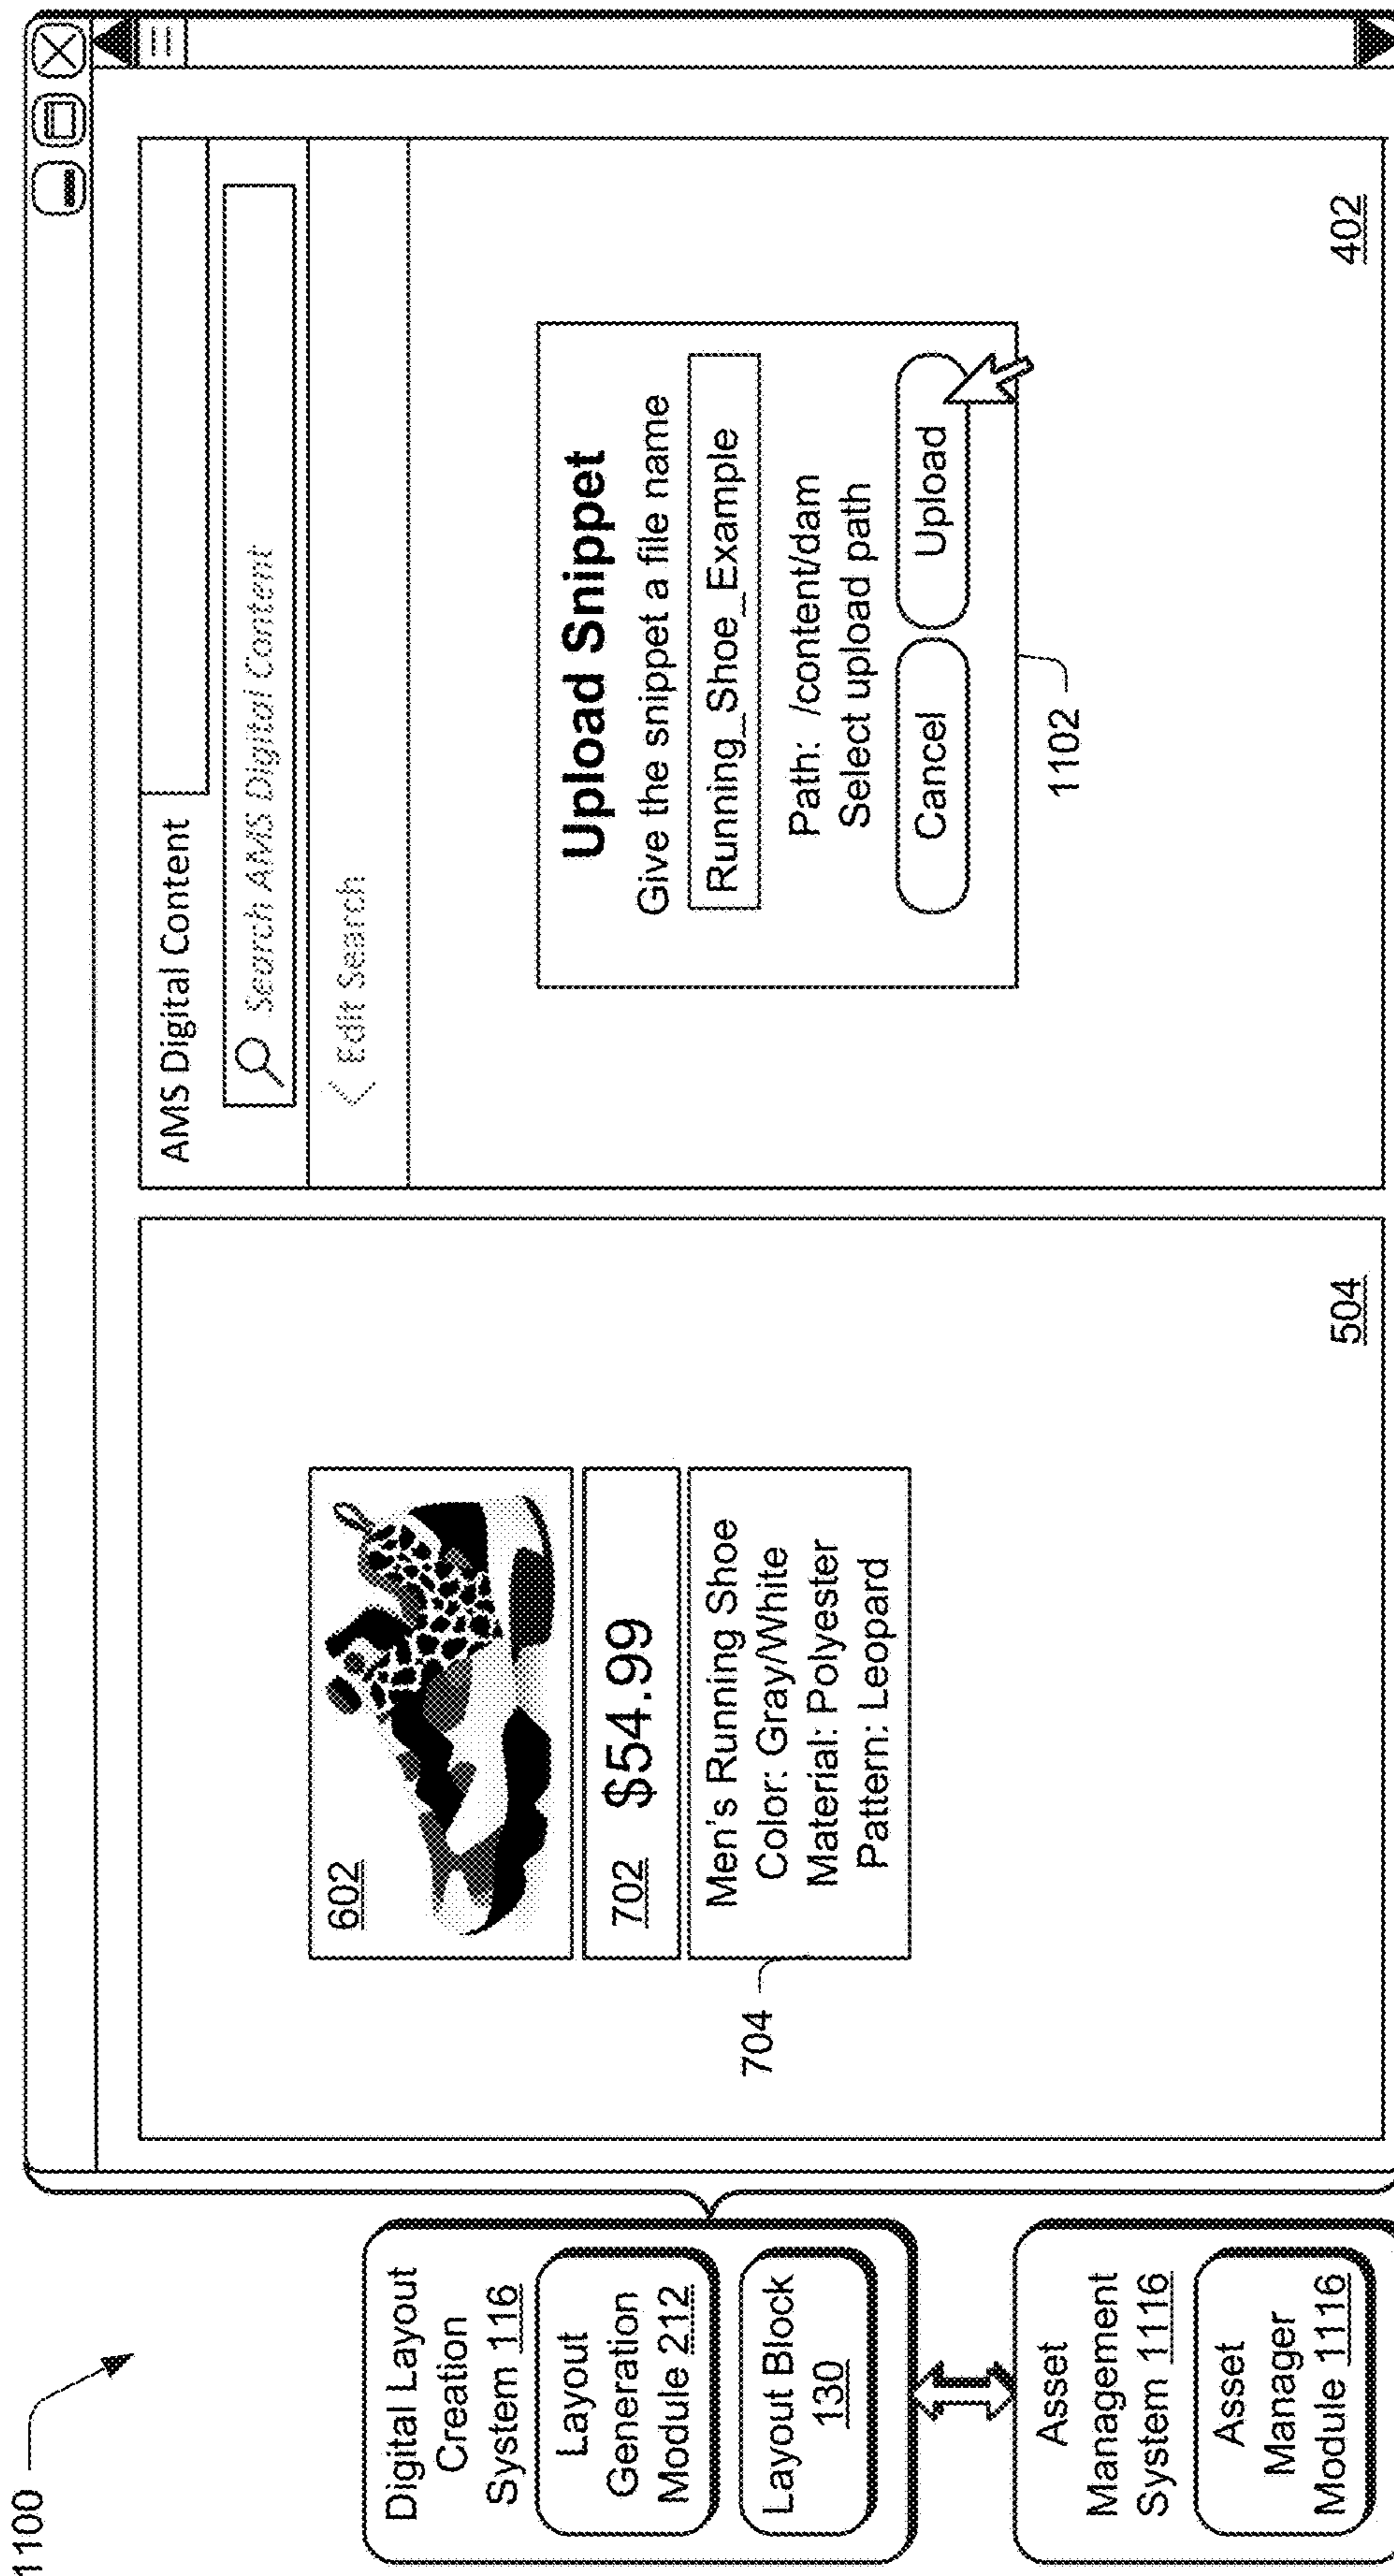 1100
Digital Layout
Creation
System 116
Layout
Generation
Module 212
Layout Block
130
Asset
Management
System 1116
Asset
Manager
Module 1116
602
702 $54.99
Men's Running Shoe
Color: Gray/White
Material: Polyester
Pattern: Leopard
704
504
AMS Digital Content
Search AMS Digital Content
Edit Search
Upload Snippet
Give the snippet a file name
Running_Shoe_Example
Path: /content/dam
Select upload path
Cancel Upload
1102
402